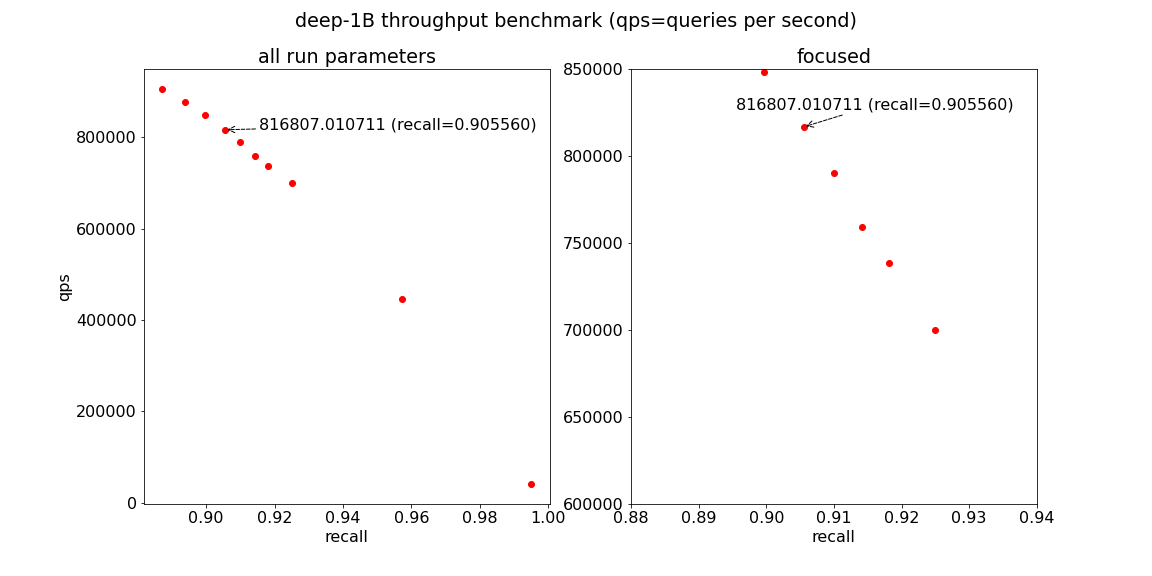 deep-1B throughput benchmark (qps=queries per second)
all run parameters
816807.010711 (recall=0.905560)
800000
600000
400000
200000
0
qps
0.90 0.92 0.94 0.96 0.98 1.00
recall
focused
816807.010711 (recall=0.905560)
850000
800000
750000
700000
650000
600000
0.88 0.89 0.90 0.91 0.92 0.93 0.94
recall